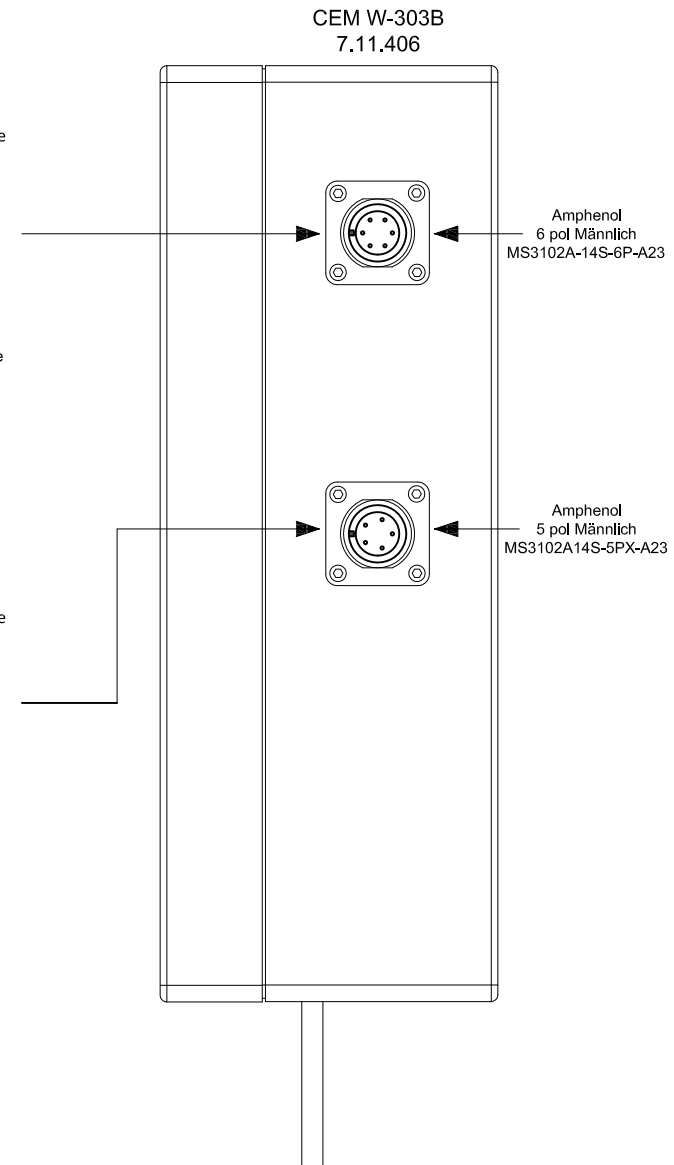 CEM W-303B
7.11.406
e
Amphenol
6 pol Männlich
MS3102A-14S-6P-A23
e
Amphenol
5 pol Männlich
MS3102A14S-5PX-A23
e